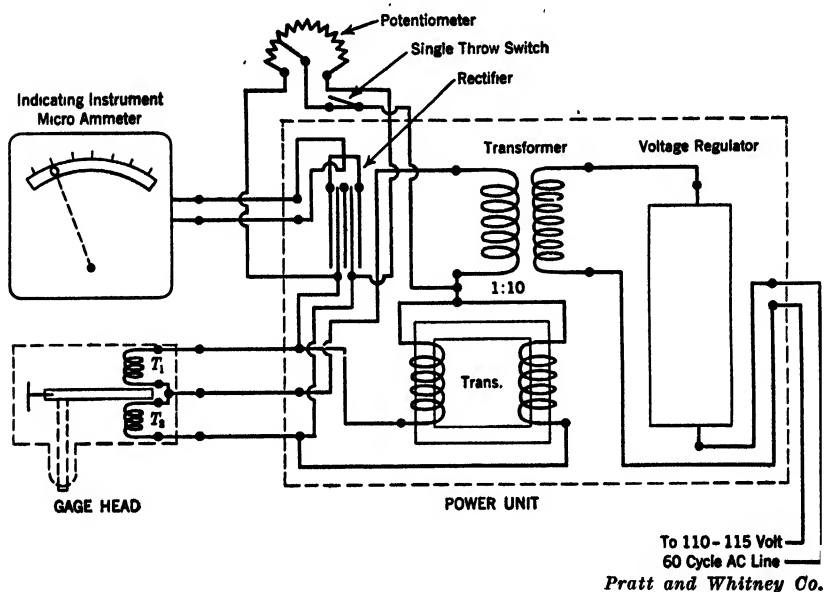 Potentiometer
Single Throw Switch
Rectifier
Indicating Instrument
Micro Ammeter
Transformer
Voltage Regulator
1:10
Trans.
T1
T2
GAGE HEAD
POWER UNIT
To 110-115 Volt
60 Cycle AC Line
Pratt and Whitney Co.